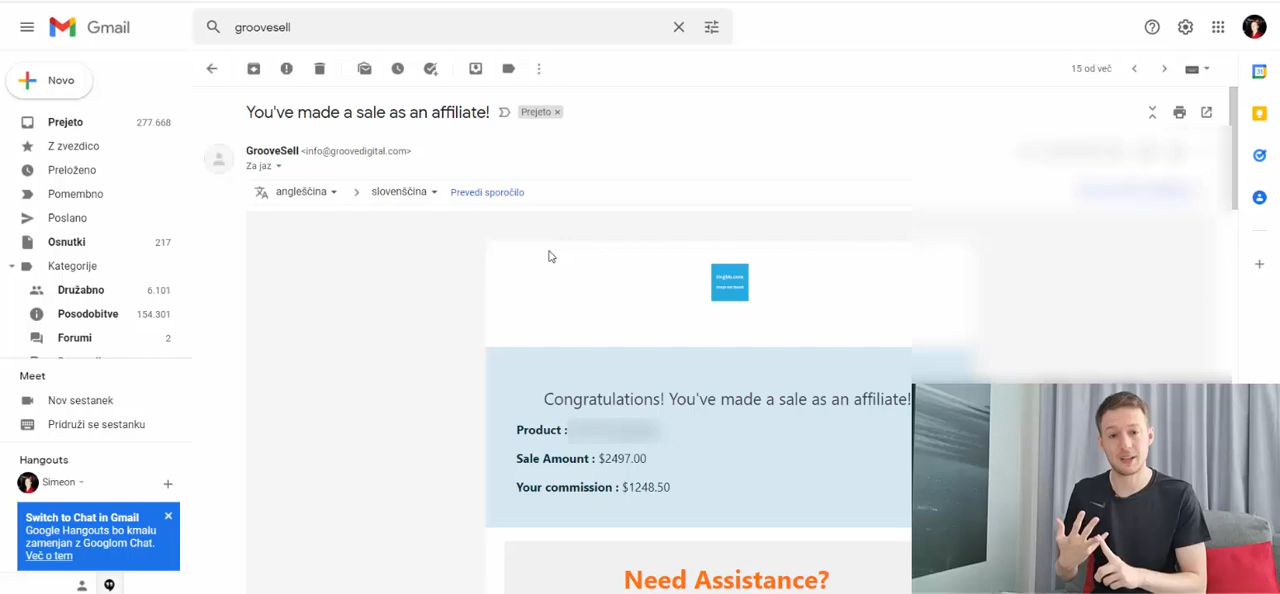 Gmail
groovesell
Novo
15 od več
Prejeto 277.668
Z zvezdico
Preloženo
Pomembno
Poslano
Osnutki 217
Kategorije
Družabno 6.101
Posodobitve 154.301
Forumi 2
Meet
Nov sestanek
Pridruži se sestanku
Hangouts
Simeon
Switch to Chat in Gmail
Google Hangouts bo kmalu
zamenjan z Googlom Chat.
Več o tem
You've made a sale as an affiliate! Prejeto
GrooveSell <info@groovedigital.com>
Za jaz
angleščina > slovenščina Prevedi sporočilo
Congratulations! You've made a sale as an affiliate!
Product :
Sale Amount : $2497.00
Your commission : $1248.50
Need Assistance?